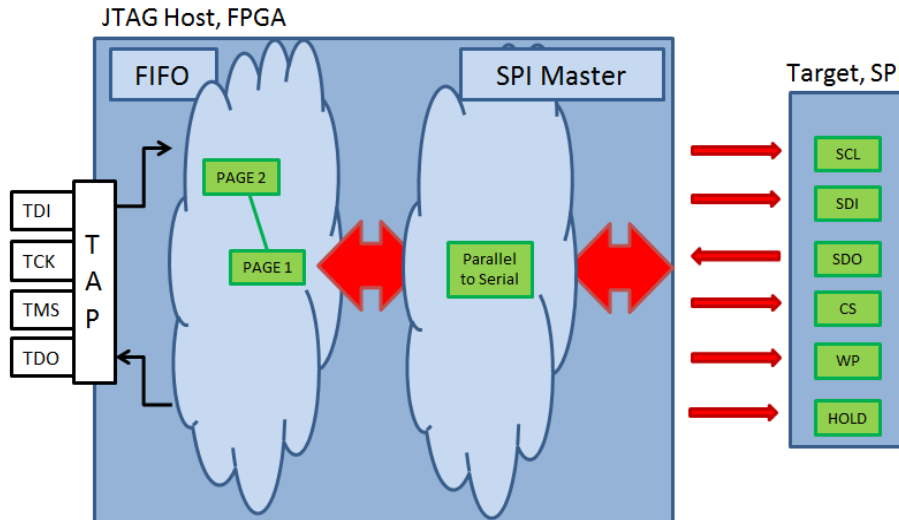 JTAG Host, FPGA
FIFO
SPI Master
Target, SPI
TDI
TCK
TMS
TDO
T
A
P
PAGE 2
PAGE 1
Parallel
to Serial
SCL
SDI
SDO
CS
WP
HOLD